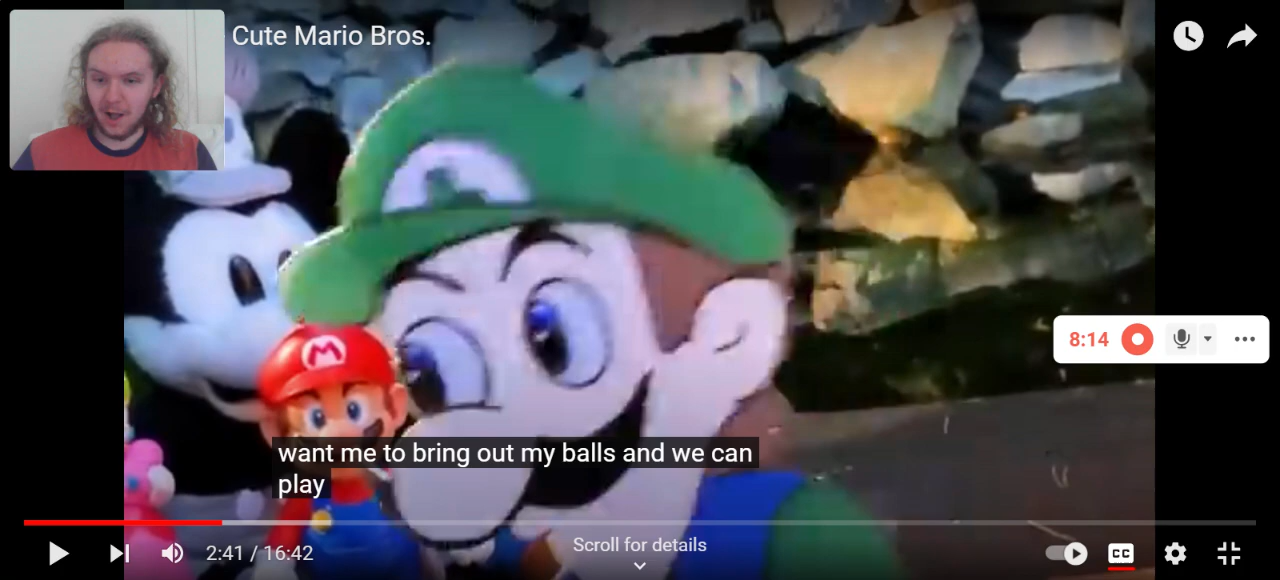 Cute Mario Bros.
M
8:14
want me to bring out my balls and we can
play
2:41 / 16:42
Scroll for details
CC